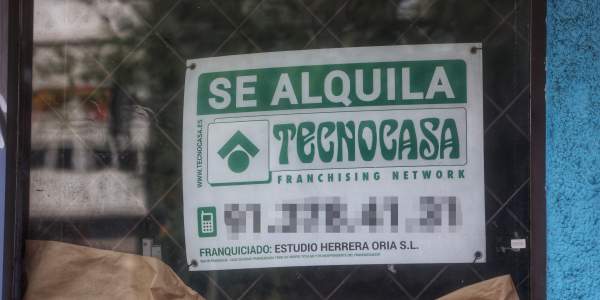 SE ALQUILA
WWW.TECNOCASA.ES
TECNOCASA
FRANCHISING NETWORK
FRANQUICIADO: ESTUDIO HERRERA ORIA S.L.